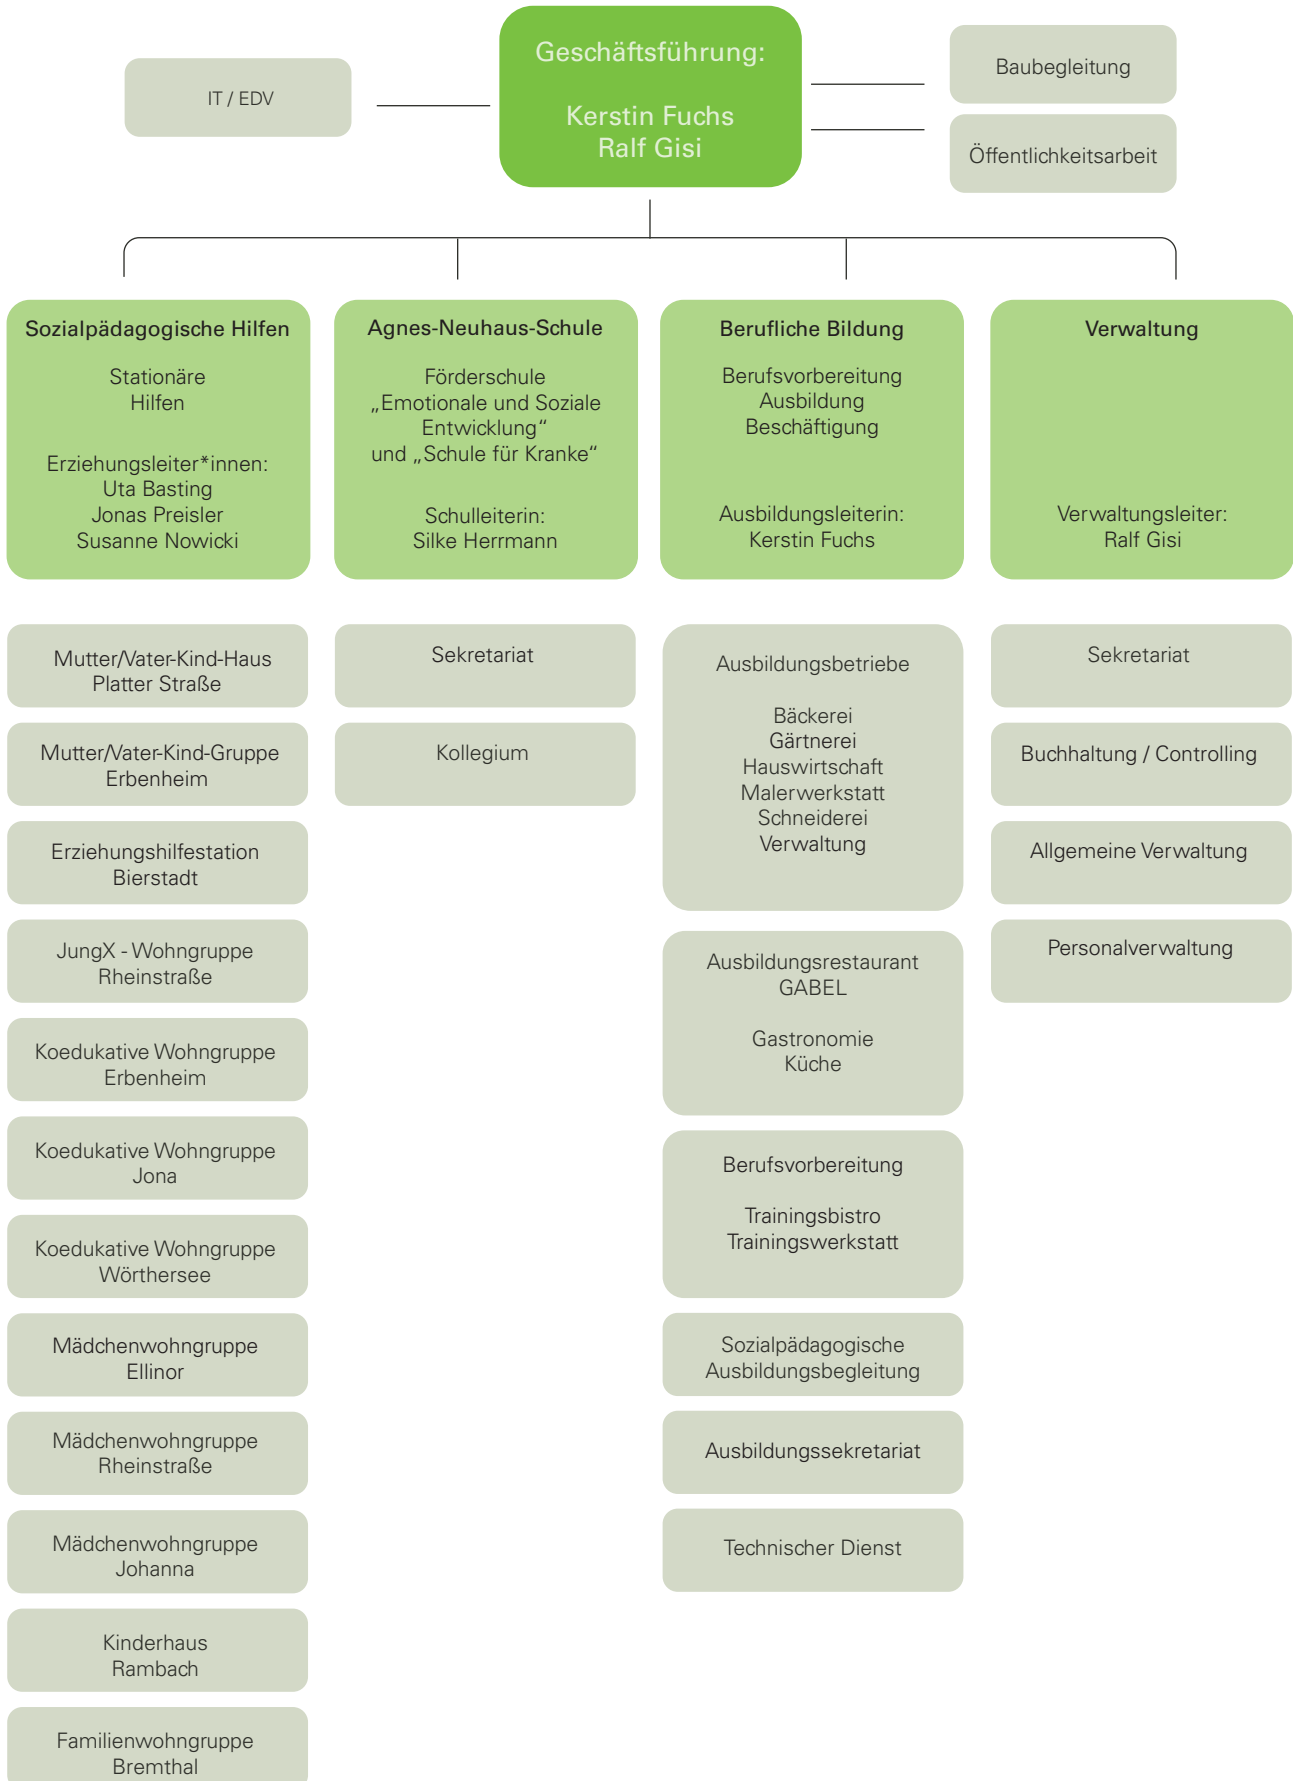 IT / EDV
Geschäftsführung:
Kerstin Fuchs
Ralf Gisi
Baubegleitung
Öffentlichkeitsarbeit
Sozialpädagogische Hilfen
Stationäre
Hilfen
Erziehungsleiter*innen:
Uta Basting
Jonas Preisler
Susanne Nowicki
Agnes-Neuhaus-Schule
Förderschule
„Emotionale und Soziale
Entwicklung“
und „Schule für Kranke“
Schulleiterin:
Silke Herrmann
Berufliche Bildung
Berufsvorbereitung
Ausbildung
Beschäftigung
Ausbildungsleiterin:
Kerstin Fuchs
Verwaltung
Verwaltungsleiter:
Ralf Gisi
Mutter/Vater-Kind-Haus
Platter Straße
Mutter/Vater-Kind-Gruppe
Erbenheim
Erziehungshilfestation
Bierstadt
JungX - Wohngruppe
Rheinstraße
Koedukative Wohngruppe
Erbenheim
Koedukative Wohngruppe
Jona
Koedukative Wohngruppe
Wörthersee
Mädchenwohngruppe
Ellinor
Mädchenwohngruppe
Rheinstraße
Mädchenwohngruppe
Johanna
Kinderhaus
Rambach
Familienwohngruppe
Bremthal
Sekretariat
Kollegium
Ausbildungsbetriebe
Bäckerei
Gärtnerei
Hauswirtschaft
Malerwerkstatt
Schneiderei
Verwaltung
Ausbildungsrestaurant
GABEL
Gastronomie
Küche
Berufsvorbereitung
Trainingsbistro
Trainingswerkstatt
Sozialpädagogische
Ausbildungsbegleitung
Ausbildungssekretariat
Technischer Dienst
Sekretariat
Buchhaltung / Controlling
Allgemeine Verwaltung
Personalverwaltung